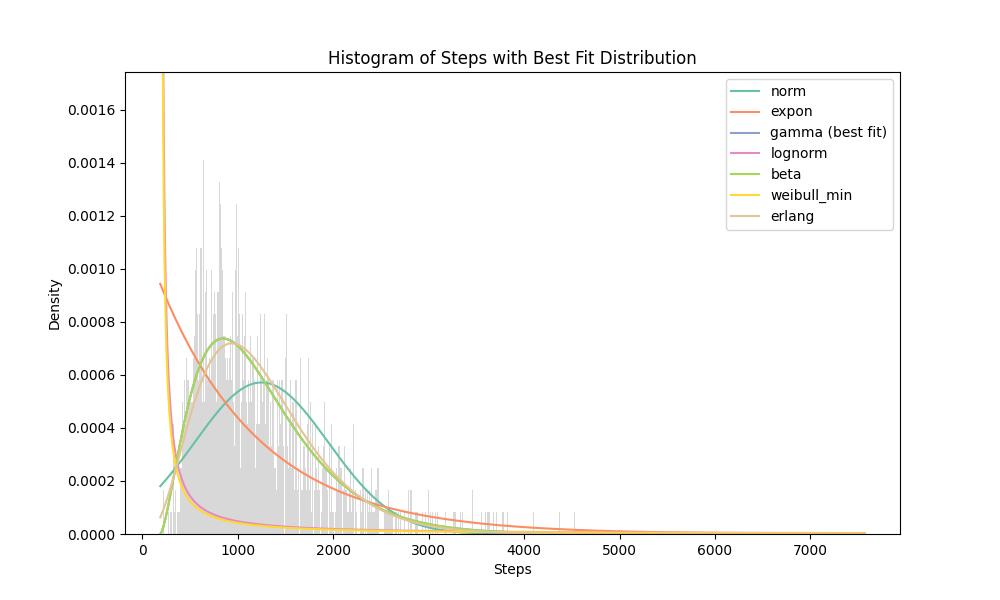 Histogram of Steps with Best Fit Distribution
norm
expon
gamma (best fit)
lognorm
beta
weibull_min
erlang
Density
0.0016
0.0014
0.0012
0.0010
0.0008
0.0006
0.0004
0.0002
0.0000
0 1000 2000 3000 4000 5000 6000 7000
Steps